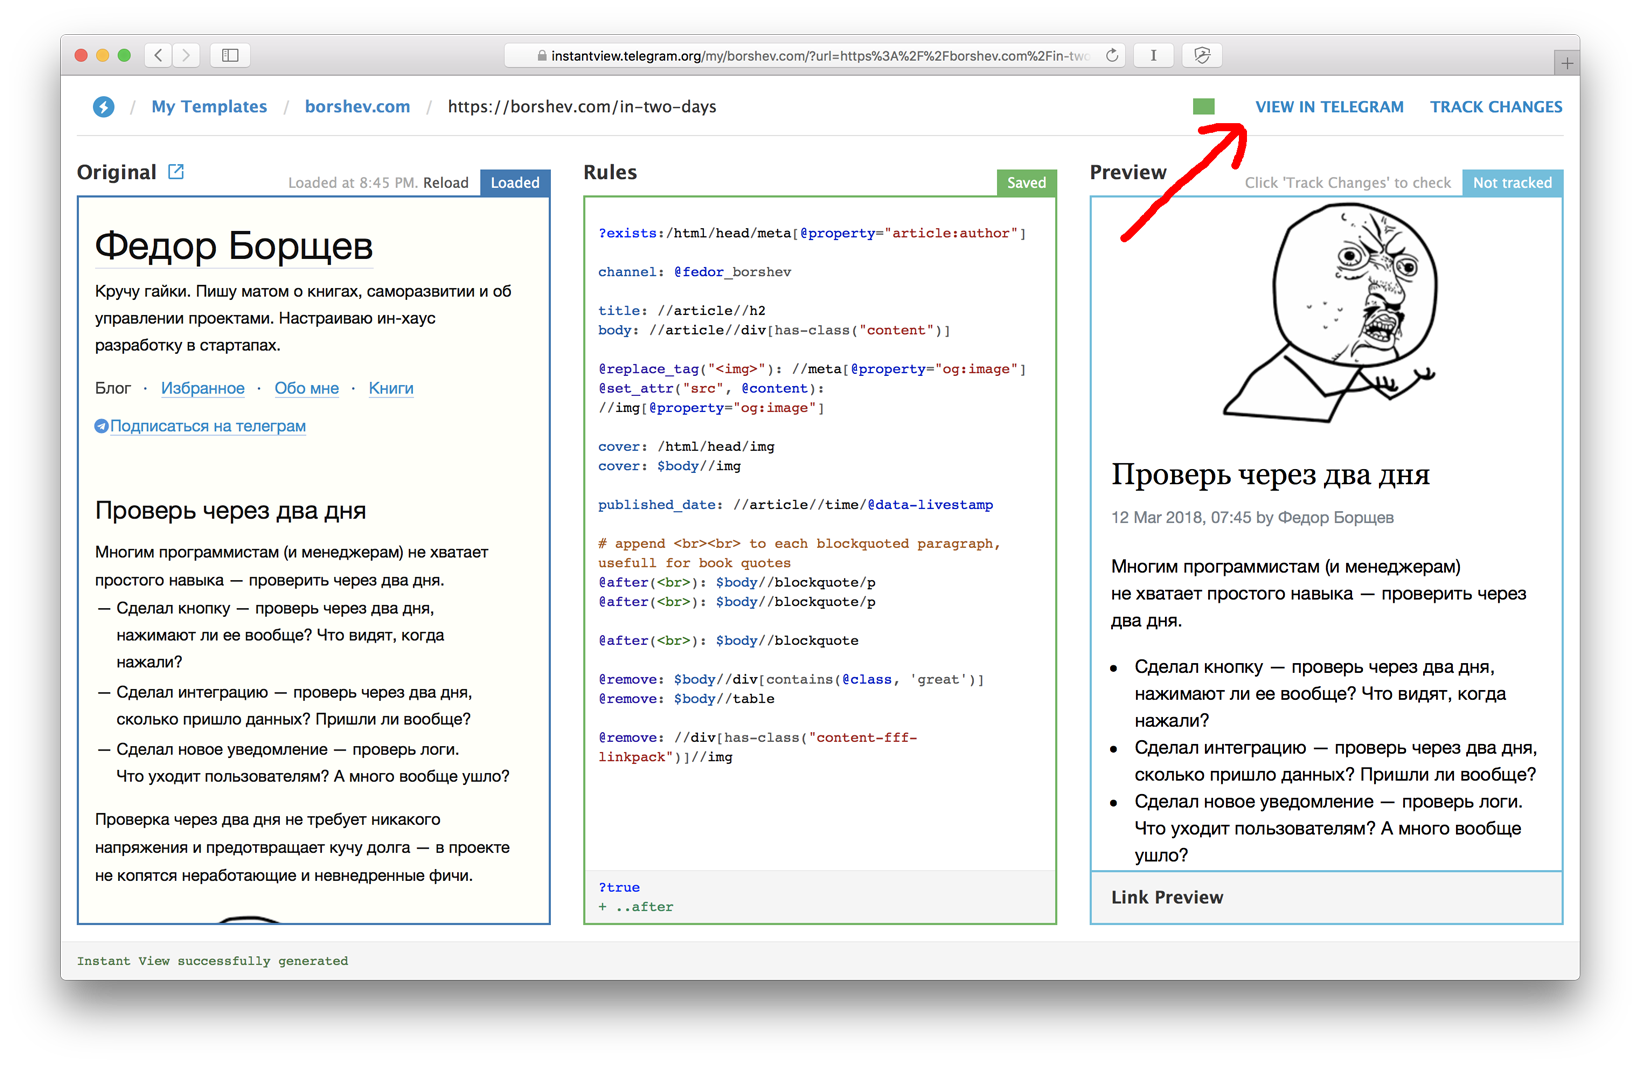 instantview.telegram.org/my/borshev.com/?url=https%3A%2F%2Fborshev.com%2Fin-two
I
/ My Templates / borshev.com / https://borshev.com/in-two-days
VIEW IN TELEGRAM TRACK CHANGES
Original
Loaded at 8:45 PM. Reload Loaded
Федор Борщев
Кручу гайки. Пишу матом о книгах, саморазвитии и об
управлении проектами. Настраиваю ин-хаус
разработку в стартапах.
Блог · Избранное · Обо мне · Книги
Подписаться на телеграм
Проверь через два дня
Многим программистам (и менеджерам) не хватает
простого навыка — проверить через два дня.
— Сделал кнопку — проверь через два дня,
нажимают ли ее вообще? Что видят, когда
нажали?
— Сделал интеграцию — проверь через два дня,
сколько пришло данных? Пришли ли вообще?
— Сделал новое уведомление — проверь логи.
Что уходит пользователям? А много вообще ушло?
Проверка через два дня не требует никакого
напряжения и предотвращает кучу долга — в проекте
не копятся неработающие и невнедренные фичи.
Rules
Saved
?exists:/html/head/meta[@property="article:author"]
channel: @fedor_borshev
title: //article//h2
body: //article//div[has-class("content")]
@replace_tag("<img>"): //meta[@property="og:image"]
@set_attr("src", @content):
//img[@property="og:image"]
cover: /html/head/img
cover: $body//img
published_date: //article//time/@data-livestamp
# append <br><br> to each blockquoted paragraph,
usefull for book quotes
@after(<br>): $body//blockquote/p
@after(<br>): $body//blockquote/p
@after(<br>): $body//blockquote
@remove: $body//div[contains(@class, 'great')]
@remove: $body//table
@remove: //div[has-class("content-fff-
linkpack")]//img
?true
+ ..after
Preview
Click 'Track Changes' to check Not tracked
Проверь через два дня
12 Mar 2018, 07:45 by Федор Борщев
Многим программистам (и менеджерам)
не хватает простого навыка — проверить через
два дня.
• Сделал кнопку — проверь через два дня,
нажимают ли ее вообще? Что видят, когда
нажали?
• Сделал интеграцию — проверь через два дня,
сколько пришло данных? Пришли ли вообще?
• Сделал новое уведомление — проверь логи.
Что уходит пользователям? А много вообще
ушло?
Link Preview
Instant View successfully generated